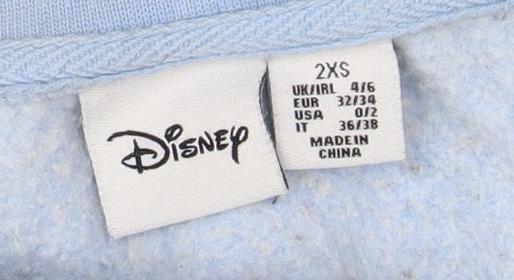 Disney
2XS
UK/IRL 4/6
EUR 32/34
USA 0/2
IT 36/38
MADE IN
CHINA